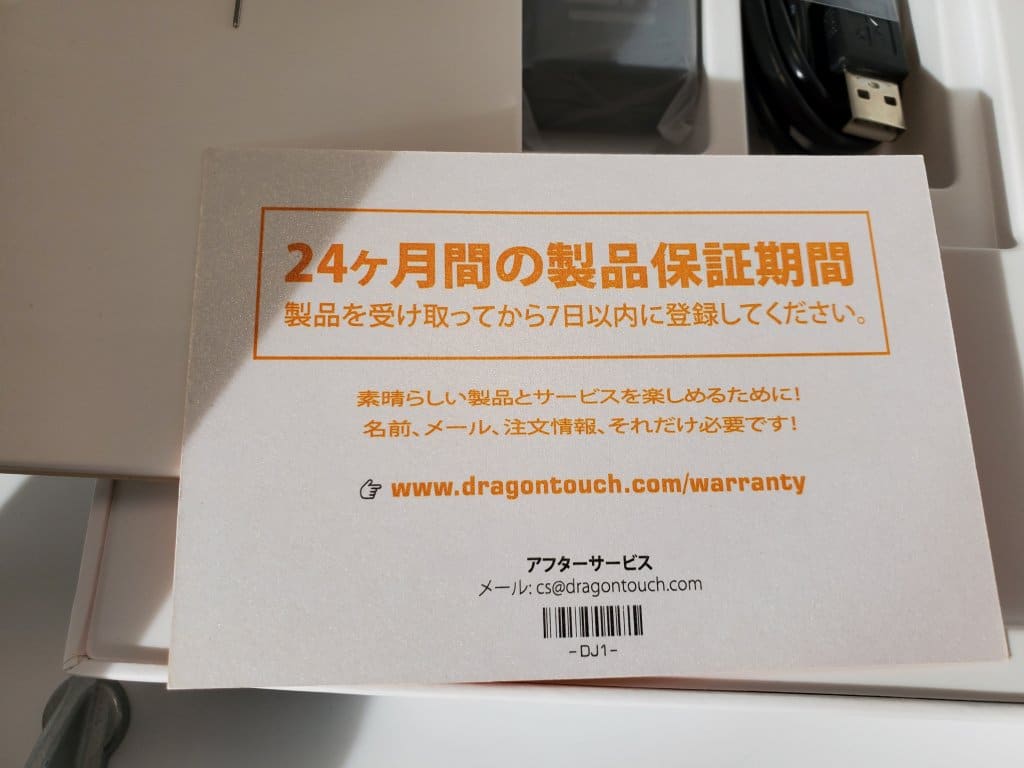 24ヶ月間の製品保証期間
製品を受け取ってから7日以内に登録してください。
素晴らしい製品とサービスを楽しめるために!
名前、メール、注文情報、それだけ必要です!
www.dragontouch.com/warranty
アフターサービス
メール: cs@dragontouch.com
-DJ1-